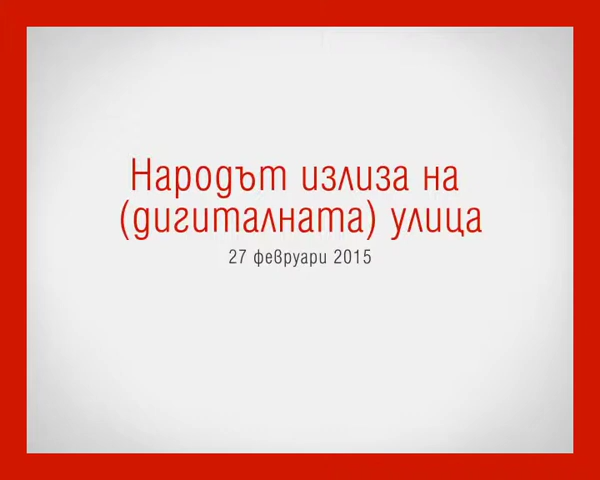 Народът излиза на
(дигиталната) улица
27 февруари 2015